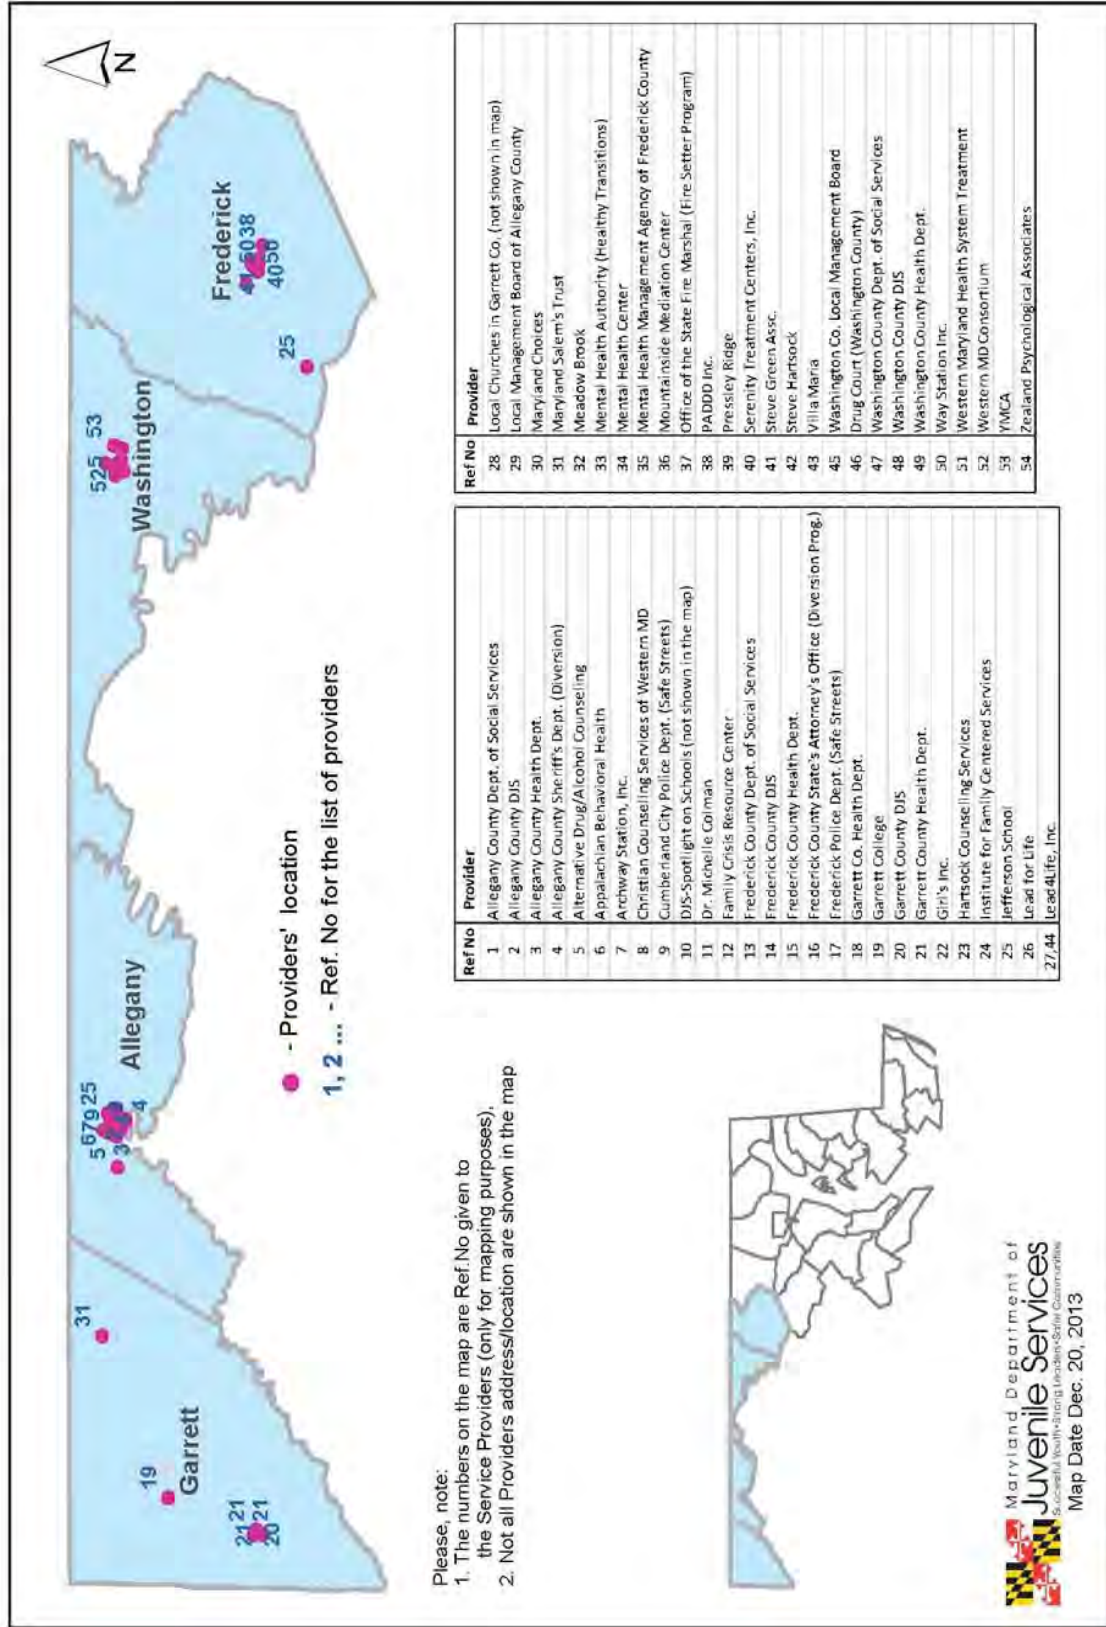 N
Garrett
Allegany
Washington
Frederick
31
19
21 21
20 21
5 679 25
3
4
525 53
25
5038
4050
- Providers' location
1, 2 ... - Ref. No for the list of providers
Please, note:
1. The numbers on the map are Ref.No given to
the Service Providers (only for mapping purposes),
2. Not all Providers address/location are shown in the map
Ref No Provider
1 Allegany County Dept. of Social Services
2 Allegany County DJS
3 Allegany County Health Dept.
4 Allegany County Sheriff's Dept. (Diversion)
5 Alternative Drug/Alcohol Counseling
6 Appalachian Behavioral Health
7 Archway Station, Inc.
8 Christian Counseling Services of Western MD
9 Cumberland City Police Dept. (Safe Streets)
10 DJS-Spotlight on Schools (not shown in the map)
11 Dr. Michelle Colman
12 Family Crisis Resource Center
13 Frederick County Dept. of Social Services
14 Frederick County DJS
15 Frederick County Health Dept.
16 Frederick County State's Attorney's Office (Diversion Prog.)
17 Frederick Police Dept. (Safe Streets)
18 Garrett Co. Health Dept.
19 Garrett College
20 Garrett County DJS
21 Garrett County Health Dept.
22 Girl's Inc.
23 Hartsock Counseling Services
24 Institute for Family Centered Services
25 Jefferson School
26 Lead for Life
27,44 Lead4Life, Inc.
Ref No Provider
28 Local Churches in Garrett Co. (not shown in map)
29 Local Management Board of Allegany County
30 Maryland Choices
31 Maryland Salem's Trust
32 Meadow Brook
33 Mental Health Authority (Healthy Transitions)
34 Mental Health Center
35 Mental Health Management Agency of Frederick County
36 Mountainside Mediation Center
37 Office of the State Fire Marshal (Fire Setter Program)
38 PADDD Inc.
39 Pressley Ridge
40 Serenity Treatment Centers, Inc.
41 Steve Green Assc.
42 Steve Hartsock
43 Villa Maria
45 Washington Co. Local Management Board
46 Drug Court (Washington County)
47 Washington County Dept. of Social Services
48 Washington County DJS
49 Washington County Health Dept.
50 Way Station Inc.
51 Western Maryland Health System Treatment
52 Western MD Consortium
53 YMCA
54 Zealand Psychological Associates
Maryland Department of
Juvenile Services
Successful Youth•Strong Leaders•Safer Communities
Map Date Dec. 20, 2013